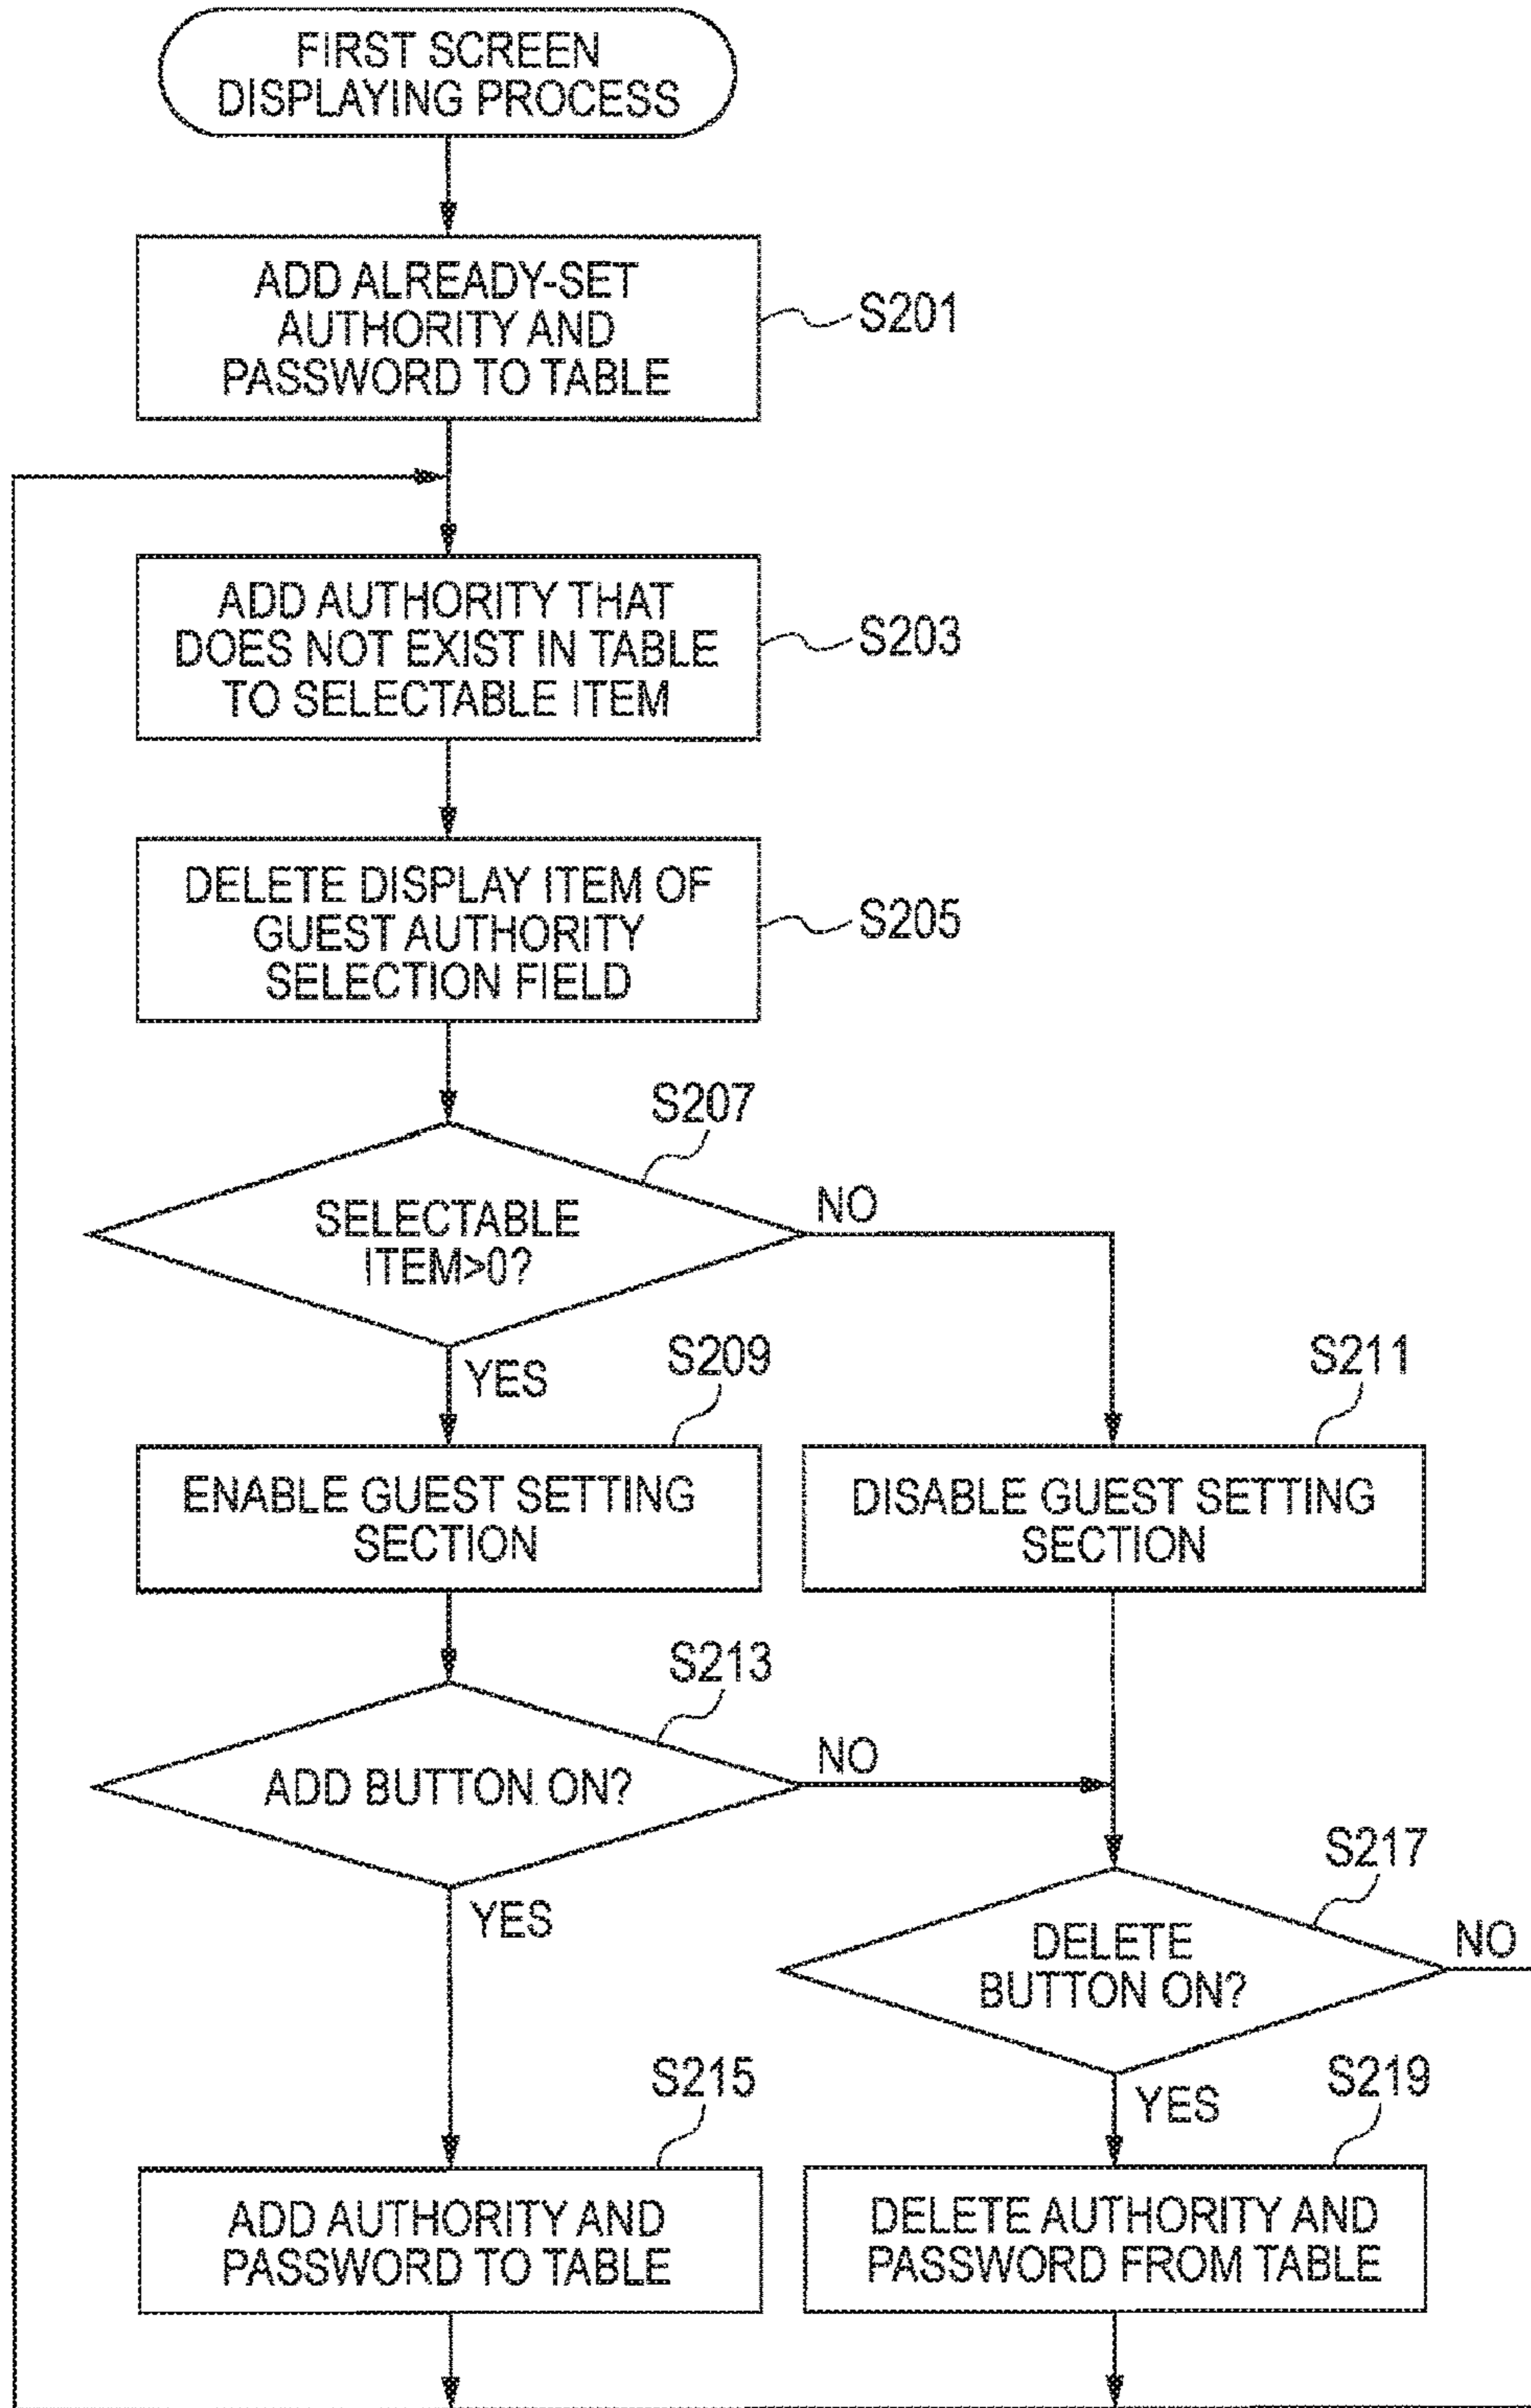 FIRST SCREEN
DISPLAYING PROCESS
ADD ALREADY-SET
AUTHORITY AND
PASSWORD TO TABLE
S201
ADD AUTHORITY THAT
DOES NOT EXIST IN TABLE
TO SELECTABLE ITEM
S203
DELETE DISPLAY ITEM OF
GUEST AUTHORITY
SELECTION FIELD
S205
S207
SELECTABLE
ITEM>0?
NO
YES
S209
S211
ENABLE GUEST SETTING
SECTION
DISABLE GUEST SETTING
SECTION
S213
ADD BUTTON ON?
NO
YES
S217
DELETE
BUTTON ON?
NO
YES
S215
S219
ADD AUTHORITY AND
PASSWORD TO TABLE
DELETE AUTHORITY AND
PASSWORD FROM TABLE